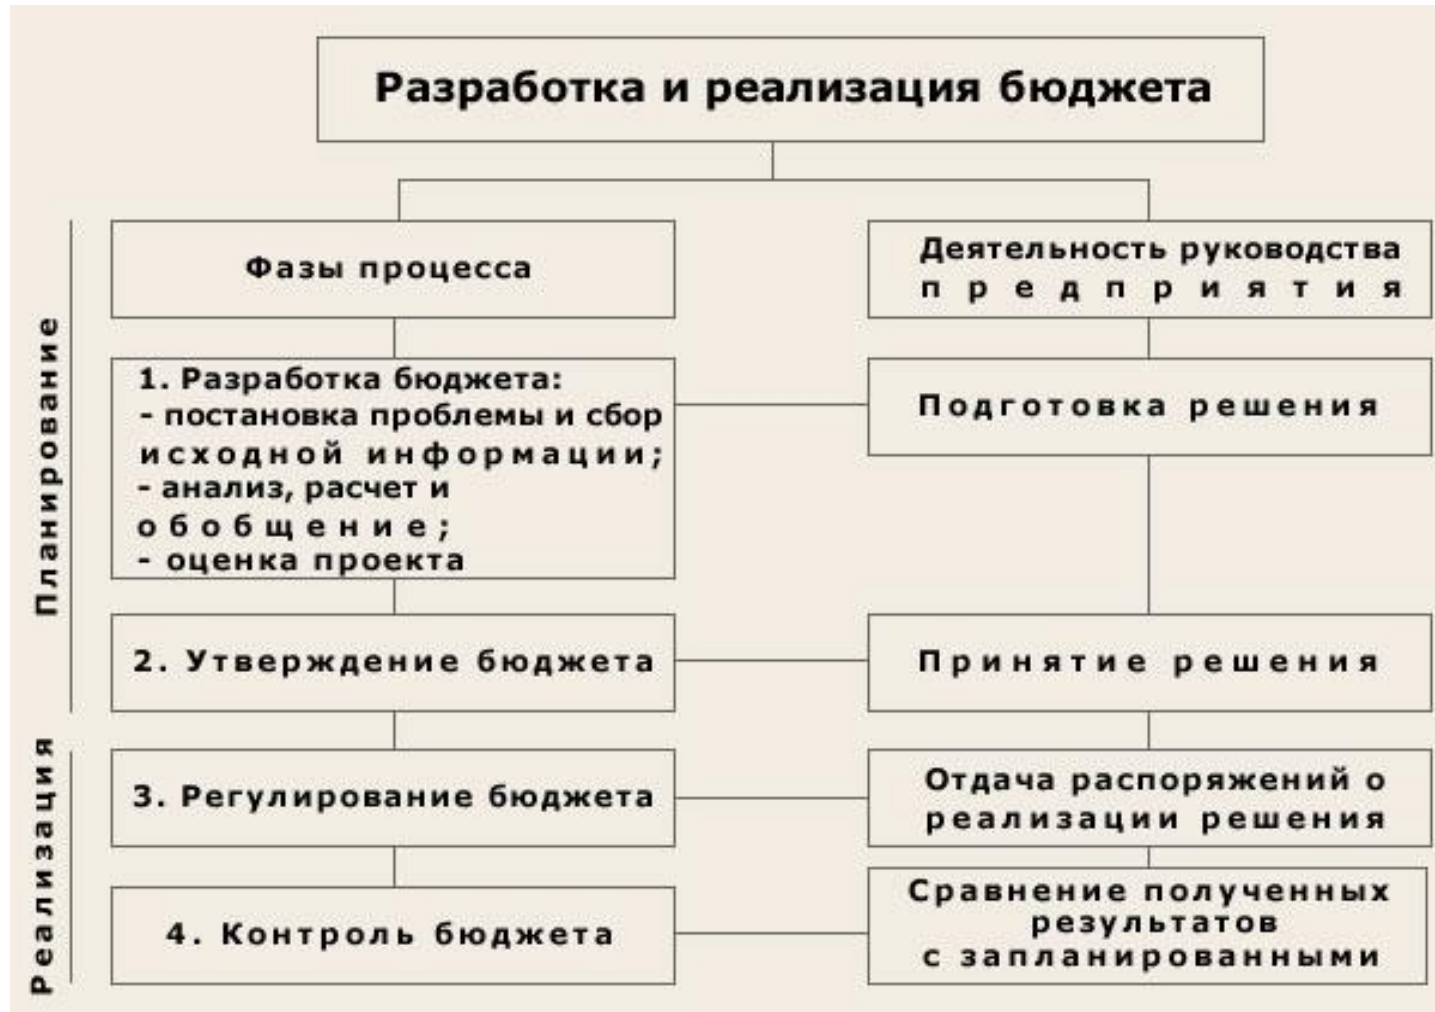 Разработка и реализация бюджета
Фазы процесса
Деятельность руководства
предприятия
Планирование
1. Разработка бюджета:
- постановка проблемы и сбор
исходной информации;
- анализ, расчет и
обобщение;
- оценка проекта
Подготовка решения
2. Утверждение бюджета
Принятие решения
Реализация
3. Регулирование бюджета
Отдача распоряжений о
реализации решения
4. Контроль бюджета
Сравнение полученных
результатов
с запланированными